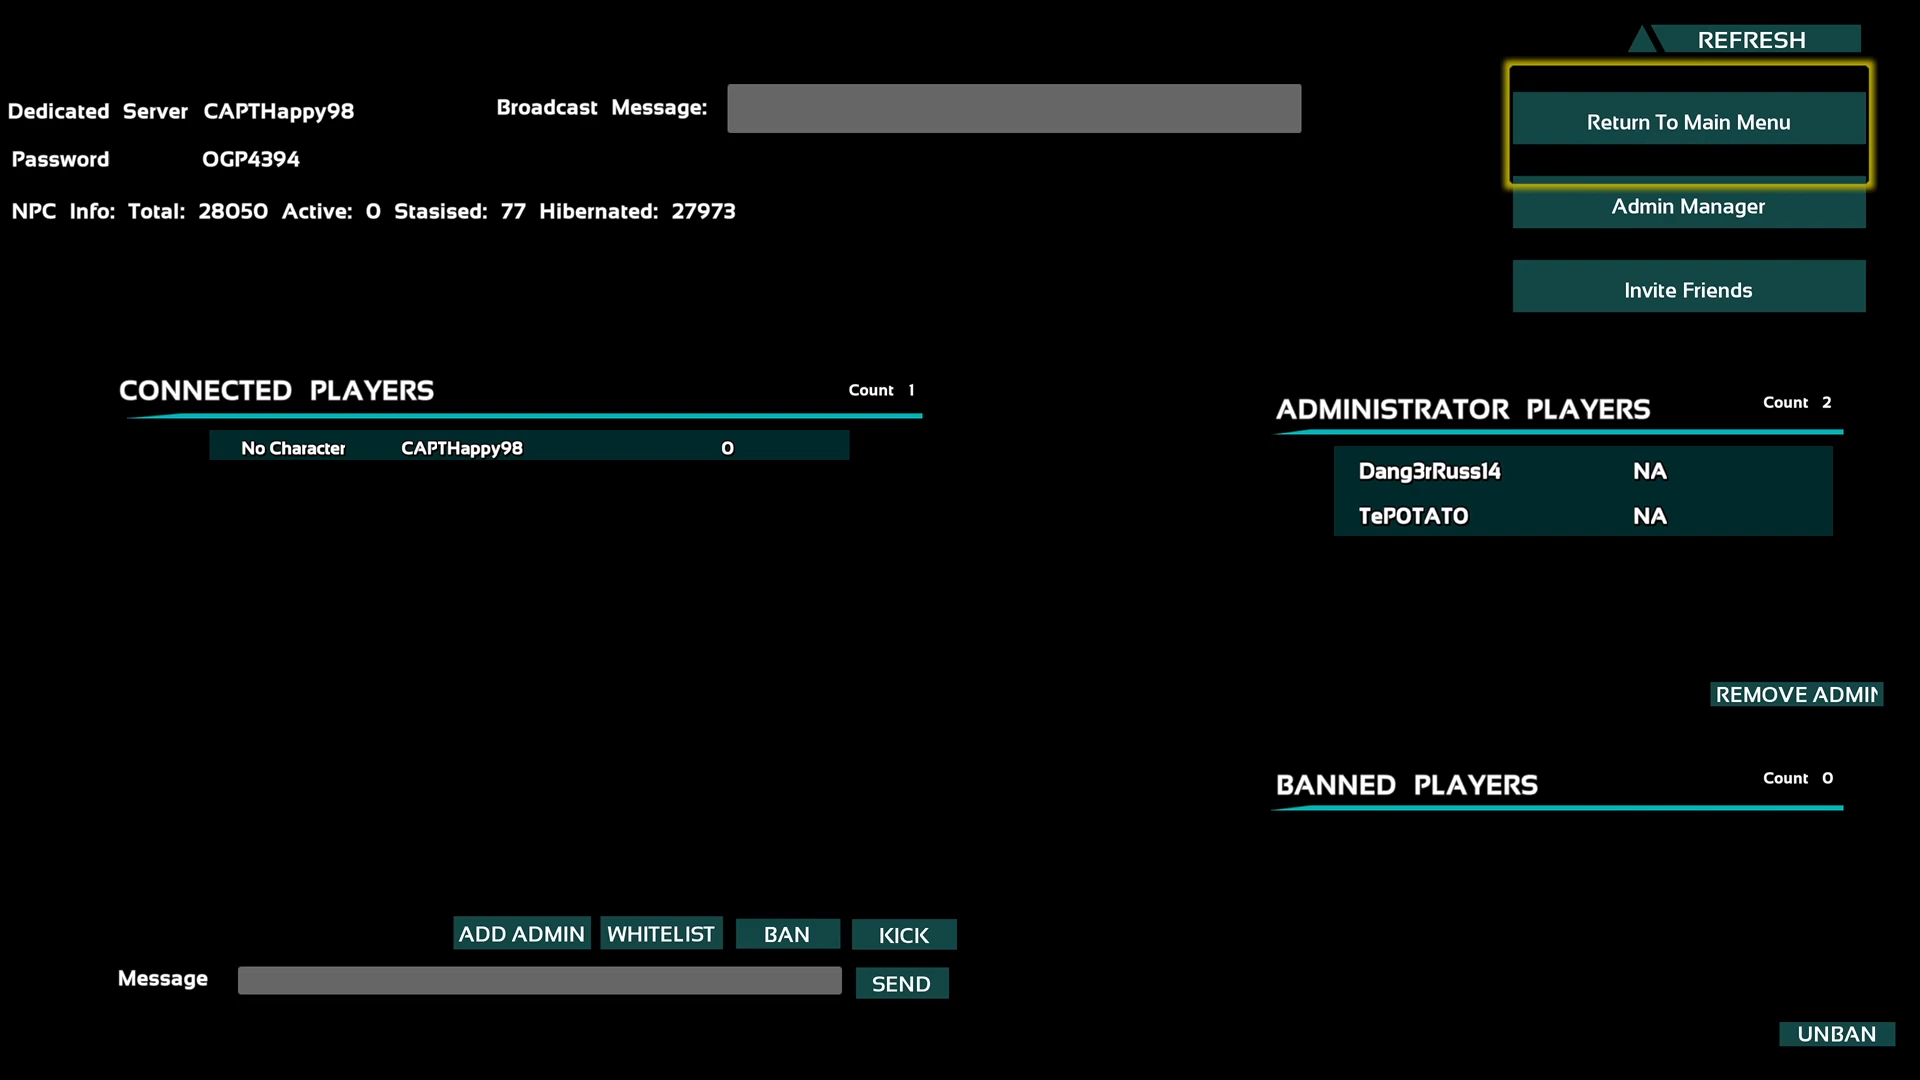 REFRESH
Dedicated Server CAPTHappy98
Broadcast Message:
Return To Main Menu
Password OGP4394
NPC Info: Total: 28050 Active: 0 Stasised: 77 Hibernated: 27973
Admin Manager
Invite Friends
CONNECTED PLAYERS Count 1
No Character CAPTHappy98 0
ADMINISTRATOR PLAYERS Count 2
Dang3rRuss14 NA
TePOTATO NA
REMOVE ADMIN
BANNED PLAYERS Count 0
ADD ADMIN WHITELIST BAN KICK
Message SEND
UNBAN